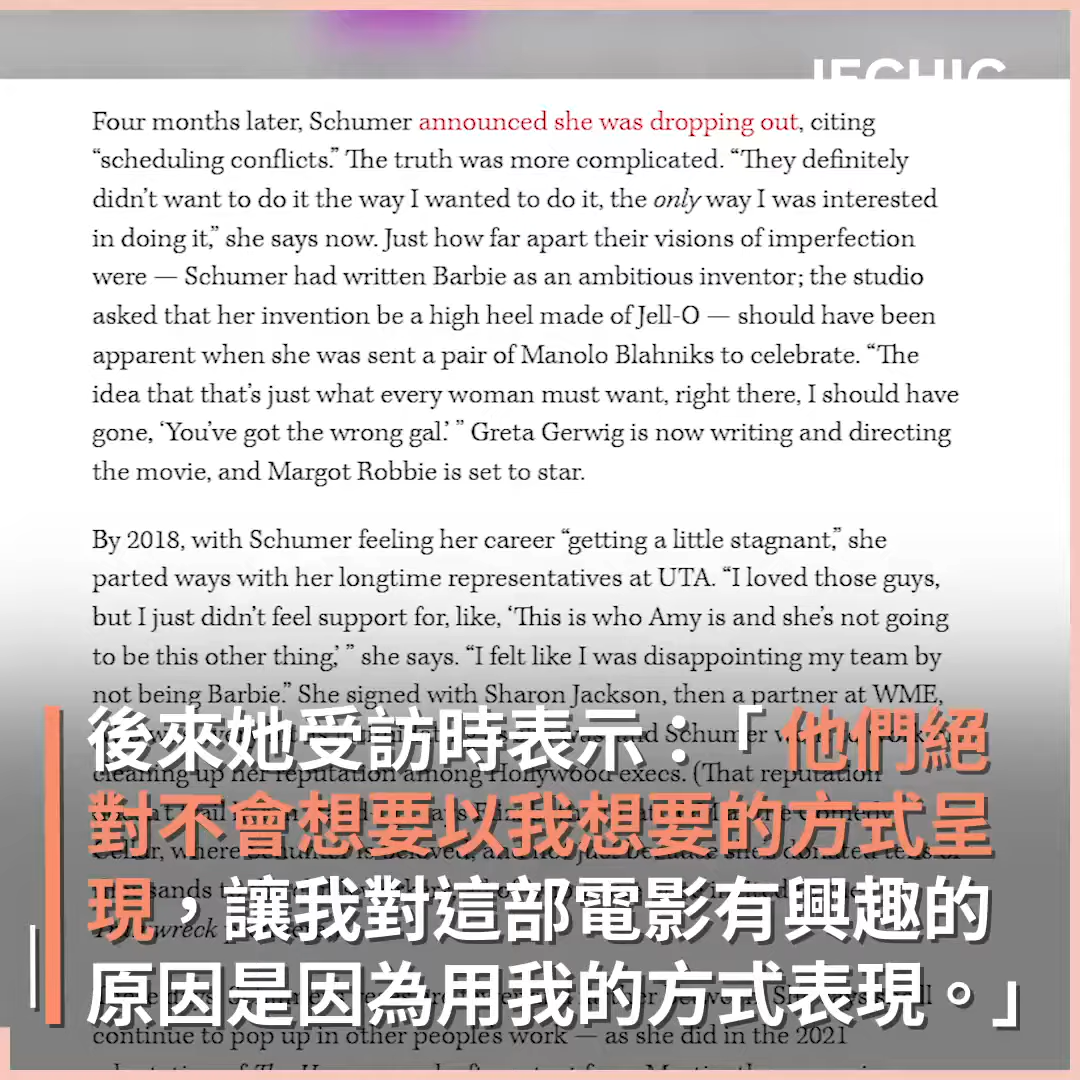 JECHIC
Four months later, Schumer announced she was dropping out, citing
“scheduling conflicts.” The truth was more complicated. “They definitely
didn’t want to do it the way I wanted to do it, the only way I was interested
in doing it,” she says now. Just how far apart their visions of imperfection
were — Schumer had written Barbie as an ambitious inventor; the studio
asked that her invention be a high heel made of Jell-O — should have been
apparent when she was sent a pair of Manolo Blahniks to celebrate. “The
idea that that’s just what every woman must want, right there, I should have
gone, ‘You’ve got the wrong gal.’ ” Greta Gerwig is now writing and directing
the movie, and Margot Robbie is set to star.
By 2018, with Schumer feeling her career “getting a little stagnant,” she
parted ways with her longtime representatives at UTA. “I loved those guys,
but I just didn’t feel support for, like, ‘This is who Amy is and she’s not going
to be this other thing,’ ” she says. “I felt like I was disappointing my team by
not being Barbie.” She signed with Sharon Jackson, then a partner at WME,
後來她受訪時表示：「他們絕
cleaning up her reputation among Hollywood execs. (That reputation
對不會想要以我想要的方式呈
現，讓我對這部電影有興趣的
原因是因為用我的方式表現。」
continue to pop up in other people’s work — as she did in the 2021